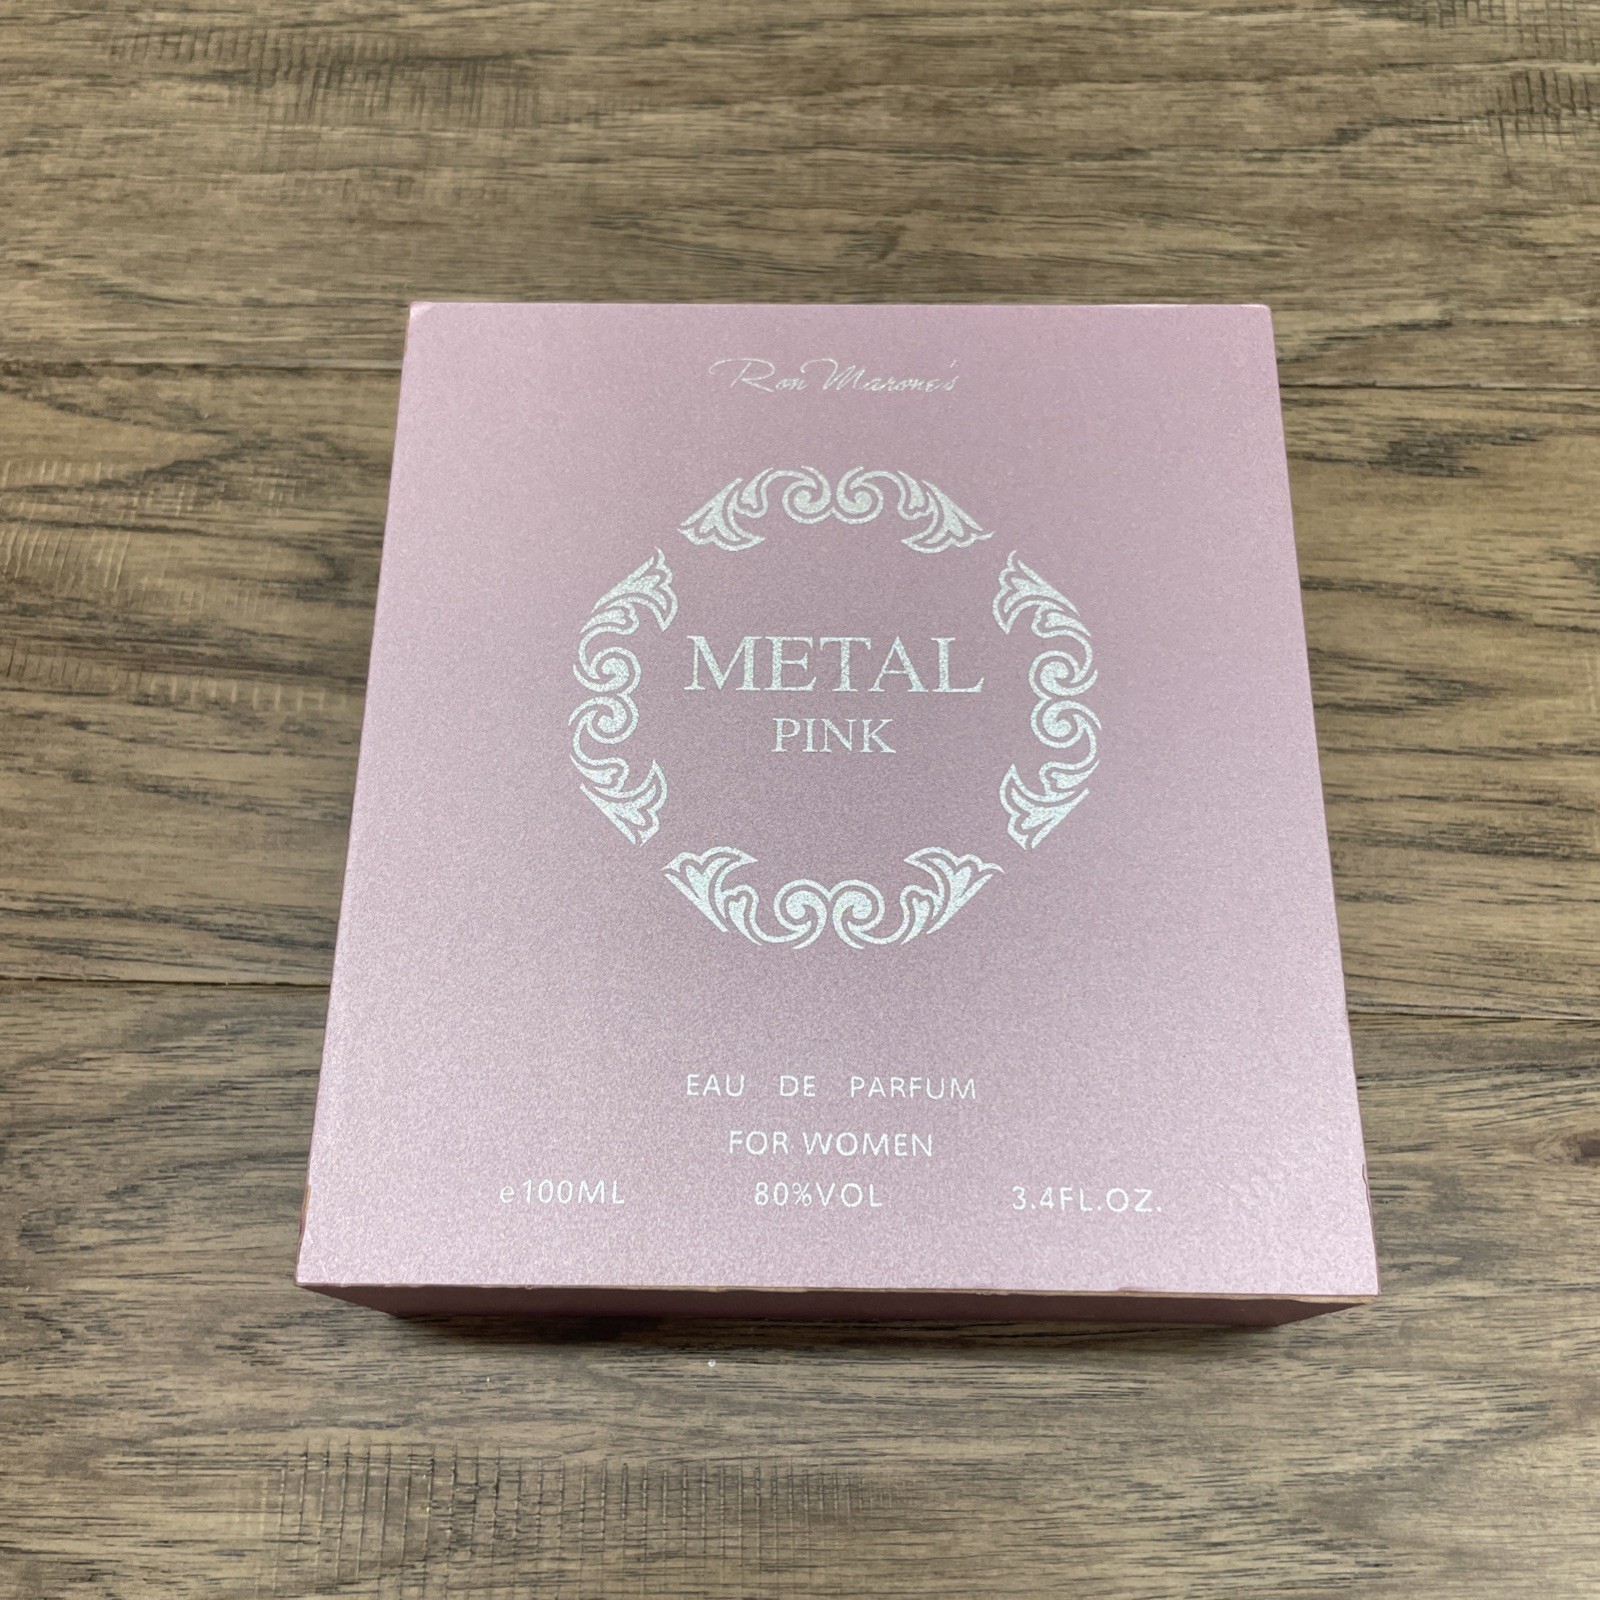 Ron Marone's
METAL
PINK
EAU DE PARFUM
FOR WOMEN
e100ML 80%VOL 3.4FL.OZ.